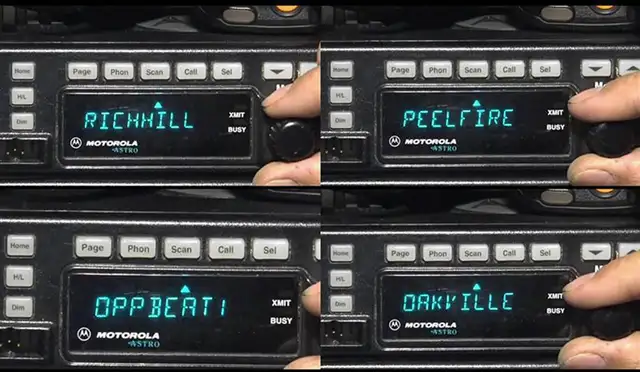 Home Page Phon Scan Call Sel
H/L
Dim
RICHHILL
XMIT
BUSY
MOTOROLA
ASTRO
Home Page Phon Scan Call Sel
H/L
Dim
PEELFIRE
XMIT
BUSY
MOTOROLA
ASTRO
Home Page Phon Scan Call Sel
H/L
Dim
OPPBEAT1
XMIT
BUSY
MOTOROLA
ASTRO
Home Page Phon Scan Call Sel
H/L
Dim
OAKVILLE
XMIT
BUSY
MOTOROLA
ASTRO